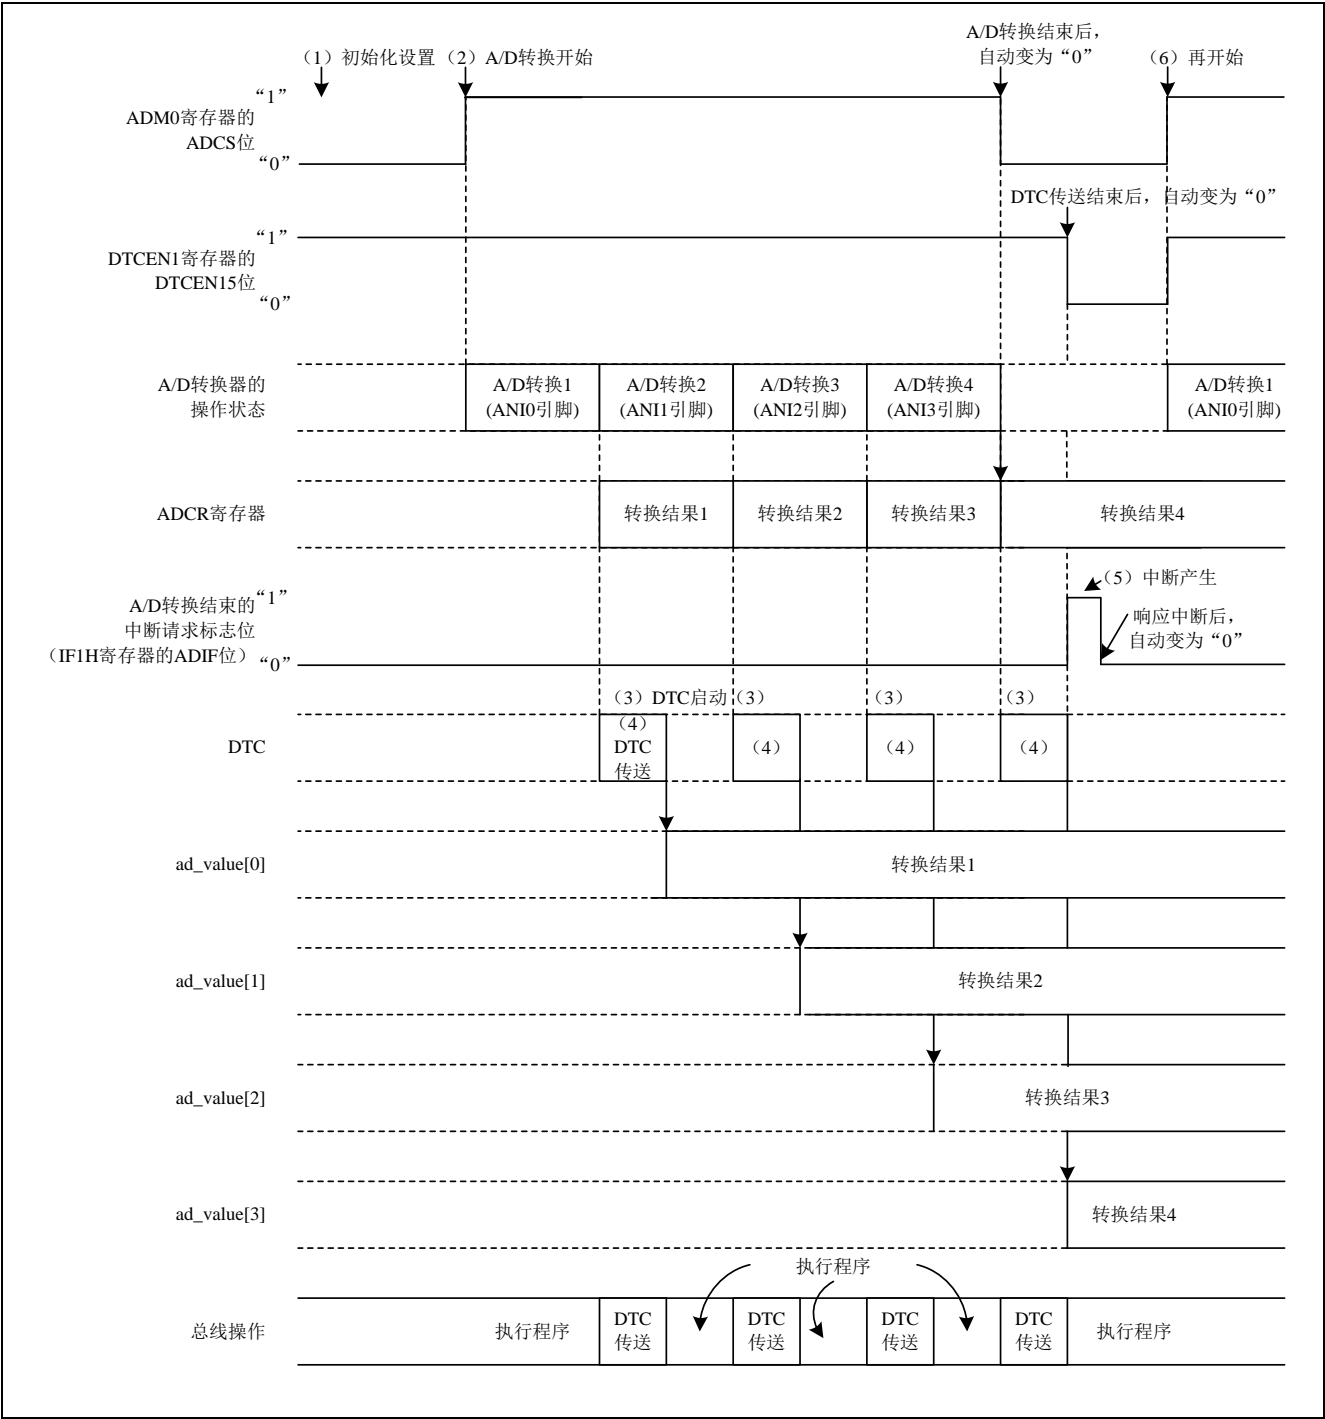 A/D转换结束后，
自动变为“0”
（1）初始化设置
（2）A/D转换开始
（6）再开始
“1”
ADM0寄存器的
ADCS位
“0”
DTC传送结束后，自动变为“0”
“1”
DTCEN1寄存器的
DTCEN15位
“0”
A/D转换器的
操作状态
A/D转换1
(ANI0引脚)
A/D转换2
(ANI1引脚)
A/D转换3
(ANI2引脚)
A/D转换4
(ANI3引脚)
A/D转换1
(ANI0引脚)
ADCR寄存器
转换结果1
转换结果2
转换结果3
转换结果4
（5）中断产生
“1”
A/D转换结束的
中断请求标志位
（IF1H寄存器的ADIF位）
“0”
响应中断后，
自动变为“0”
（3）DTC启动
（3）
（3）
（3）
DTC
（4）
DTC
传送
（4）
（4）
（4）
ad_value[0]
转换结果1
ad_value[1]
转换结果2
ad_value[2]
转换结果3
ad_value[3]
转换结果4
执行程序
总线操作
执行程序
DTC
传送
DTC
传送
DTC
传送
DTC
传送
执行程序